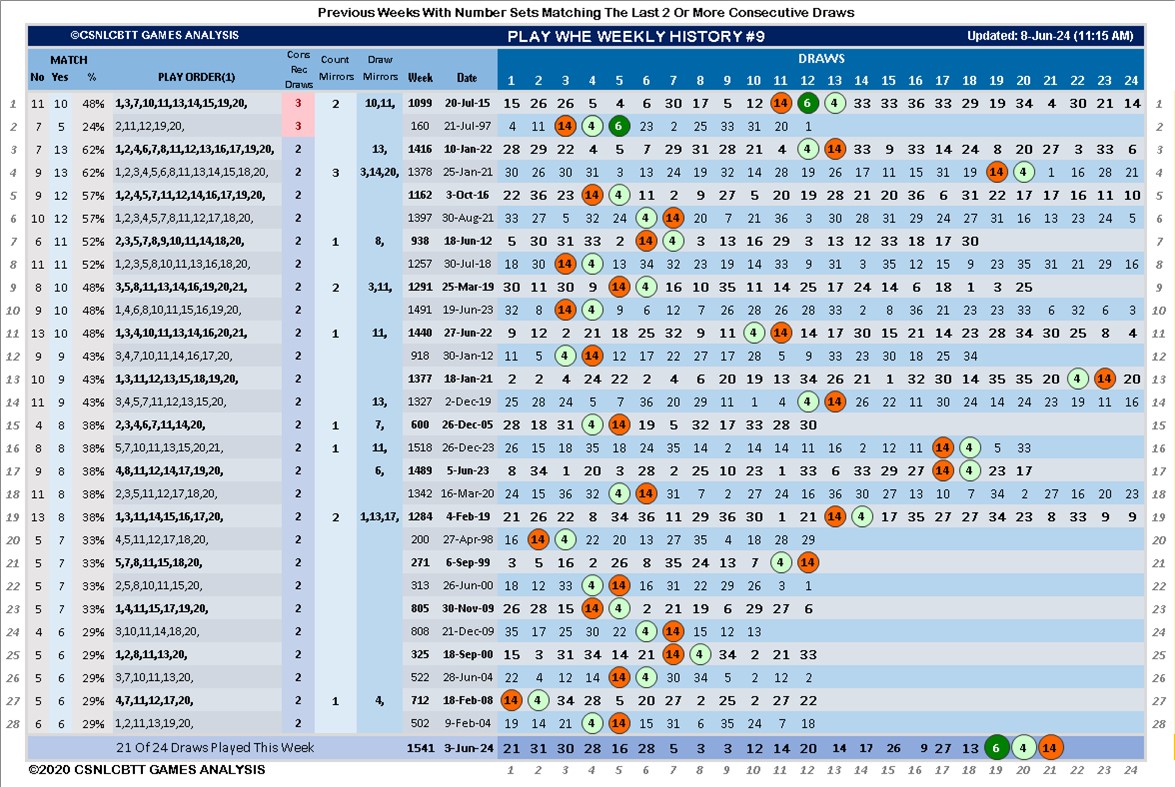 Previous Weeks With Number Sets Matching The Last 2 Or More Consecutive Draws
©CSNLCBTT GAMES ANALYSIS PLAY WHE WEEKLY HISTORY #9 Updated: 8-Jun-24 (11:15 AM)
MATCH Cons Rec Draws Count Mirrors Draw Mirrors DRAWS
No Yes % PLAY ORDER(1) Week Date 1 2 3 4 5 6 7 8 9 10 11 12 13 14 15 16 17 18 19 20 21 22 23 24
1 11 10 48% 1,3,7,10,11,13,14,15,19,20, 3 2 10,11, 1099 20-Jul-15 15 26 26 5 4 6 30 17 5 12 14 6 4 33 33 36 33 29 19 34 4 30 21 14 1
2 7 5 24% 2,11,12,19,20, 3 160 21-Jul-97 4 11 14 4 6 23 2 25 33 31 20 1 2
3 7 13 62% 1,2,4,6,7,8,11,12,13,16,17,19,20, 2 13, 1416 10-Jan-22 28 29 22 4 5 7 29 31 28 21 4 4 14 33 9 33 14 24 8 20 27 3 33 6 3
4 9 13 62% 1,2,3,4,5,6,8,11,13,14,15,18,20, 2 3 3,14,20, 1378 25-Jan-21 30 26 30 31 3 13 24 19 32 14 28 19 26 17 11 15 31 19 14 4 1 16 28 21 4
5 9 12 57% 1,2,4,5,7,11,12,14,16,17,19,20, 2 1162 3-Oct-16 22 36 23 14 4 11 2 9 27 5 20 19 28 21 20 36 6 31 22 17 17 16 11 10 5
6 10 12 57% 1,2,3,4,5,7,8,11,12,17,18,20, 2 1397 30-Aug-21 33 27 5 32 24 4 14 20 7 21 36 3 30 28 31 29 24 27 31 16 13 23 24 5 6
7 6 11 52% 2,3,5,7,8,9,10,11,14,18,20, 2 1 8, 938 18-Jun-12 5 30 31 33 2 14 4 3 13 16 29 3 13 12 33 18 17 30 7
8 11 11 52% 1,2,3,5,8,10,11,13,16,18,20, 2 1257 30-Jul-18 18 30 14 4 13 34 32 23 19 14 33 9 31 3 35 12 15 9 23 35 31 21 29 16 8
9 8 10 48% 3,5,8,11,13,14,16,19,20,21, 2 2 3,11, 1291 25-Mar-19 30 11 30 9 14 4 16 10 35 11 14 25 17 24 14 6 18 1 3 25 9
10 9 10 48% 1,4,6,8,10,11,15,16,19,20, 2 1491 19-Jun-23 32 8 14 4 9 6 12 7 26 28 26 28 33 2 8 36 21 23 23 33 6 32 6 3 10
11 13 10 48% 1,3,4,10,11,13,14,16,20,21, 2 1 11, 1440 27-Jun-22 9 12 2 21 18 25 32 9 11 4 14 14 17 30 15 21 14 23 28 34 30 25 8 4 11
12 9 9 43% 3,4,7,10,11,14,16,17,20, 2 918 30-Jan-12 11 5 4 14 12 17 22 27 17 28 5 9 33 23 30 18 25 34 12
13 10 9 43% 1,3,11,12,13,15,18,19,20, 2 1377 18-Jan-21 2 2 4 24 22 2 4 6 20 19 13 34 26 21 1 32 30 14 35 35 20 4 14 20 13
14 11 9 43% 3,4,5,7,11,12,13,15,20, 2 13, 1327 2-Dec-19 25 28 24 5 7 36 20 29 11 1 4 4 14 26 22 11 30 24 14 24 23 19 11 16 14
15 4 8 38% 2,3,4,6,7,11,14,20, 2 1 7, 600 26-Dec-05 28 18 31 4 14 19 5 32 17 33 28 30 15
16 8 8 38% 5,7,10,11,13,15,20,21, 2 1 11, 1518 26-Dec-23 26 15 18 35 18 24 35 14 2 14 14 11 16 2 12 11 14 4 5 33 16
17 9 8 38% 4,8,11,12,14,17,19,20, 2 6, 1489 5-Jun-23 8 34 1 20 3 28 2 25 10 23 1 33 6 33 29 27 14 4 23 17 17
18 11 8 38% 2,3,5,11,12,17,18,20, 2 1342 16-Mar-20 24 15 36 32 4 14 31 7 2 27 24 16 36 30 27 13 10 7 34 2 27 16 20 23 18
19 13 8 38% 1,3,11,14,15,16,17,20, 2 2 1,13,17, 1284 4-Feb-19 21 26 22 8 34 36 11 29 36 30 1 21 14 4 17 35 27 27 34 23 8 33 9 9 19
20 5 7 33% 4,5,11,12,17,18,20, 2 200 27-Apr-98 16 14 4 22 20 13 27 35 4 18 28 29 20
21 5 7 33% 5,7,8,11,15,18,20, 2 271 6-Sep-99 3 5 16 2 26 8 35 24 13 7 4 14 21
22 5 7 33% 2,5,8,10,11,15,20, 2 313 26-Jun-00 18 12 33 4 14 16 31 22 29 26 3 1 22
23 5 7 33% 1,4,11,15,17,19,20, 2 805 30-Nov-09 26 28 15 14 4 2 21 19 6 29 27 6 23
24 4 6 29% 3,10,11,14,18,20, 2 808 21-Dec-09 35 17 25 30 22 4 14 15 12 13 24
25 5 6 29% 1,2,8,11,13,20, 2 325 18-Sep-00 15 3 31 34 14 21 14 4 34 2 21 33 25
26 5 6 29% 3,7,10,11,13,20, 2 522 28-Jun-04 22 4 12 15 14 4 30 34 5 2 12 2 26
27 5 6 29% 4,7,11,12,17,20, 2 1 4, 712 18-Feb-08 14 4 34 28 5 20 27 2 25 2 27 22 27
28 6 6 29% 1,2,11,13,19,20, 2 502 9-Feb-04 19 14 21 4 14 15 31 6 35 24 7 18 28
21 Of 24 Draws Played This Week 1541 3-Jun-24 21 31 30 28 16 28 5 3 3 12 14 20 14 17 26 9 27 13 6 4 14
©2020 CSNLCBTT GAMES ANALYSIS 1 2 3 4 5 6 7 8 9 10 11 12 13 14 15 16 17 18 19 20 21 22 23 24